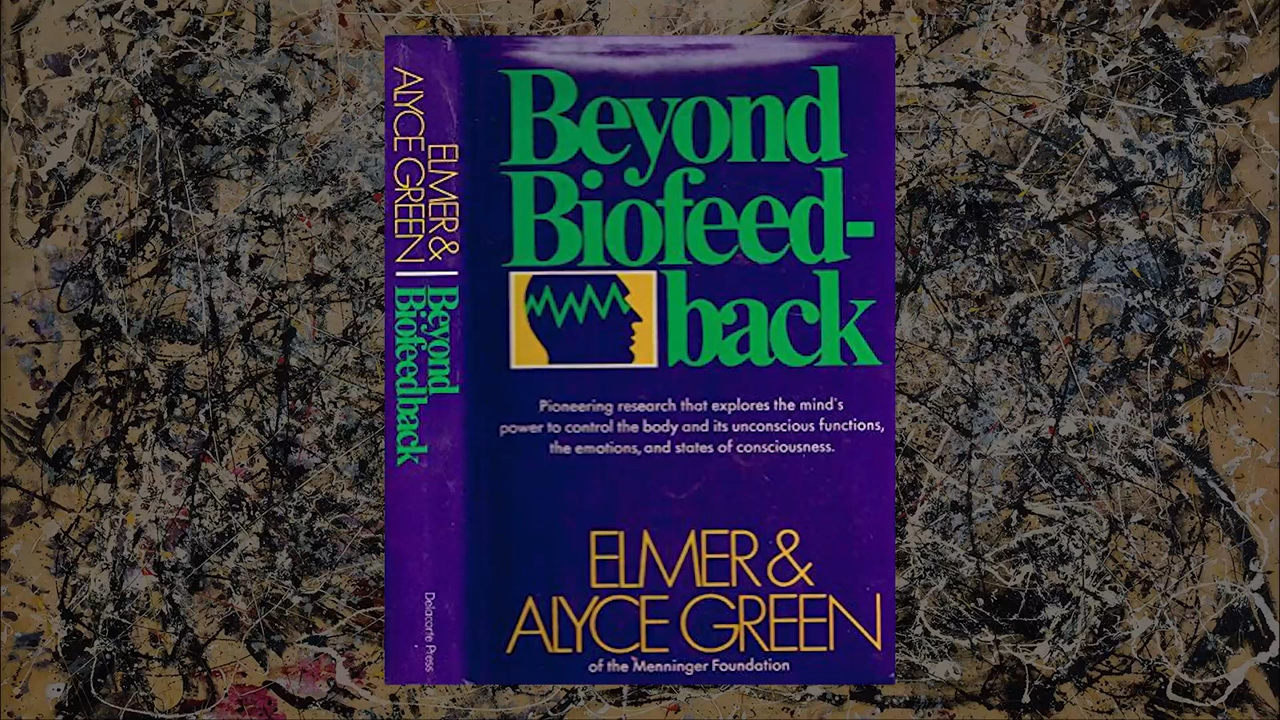 ELMER &
ALYCE GREEN
Beyond
Biofeedback
Delacorte Press
Beyond
Biofeed-
back
Pioneering research that explores the mind's
power to control the body and its unconscious functions,
the emotions, and states of consciousness.
ELMER &
ALYCE GREEN
of the Menninger Foundation